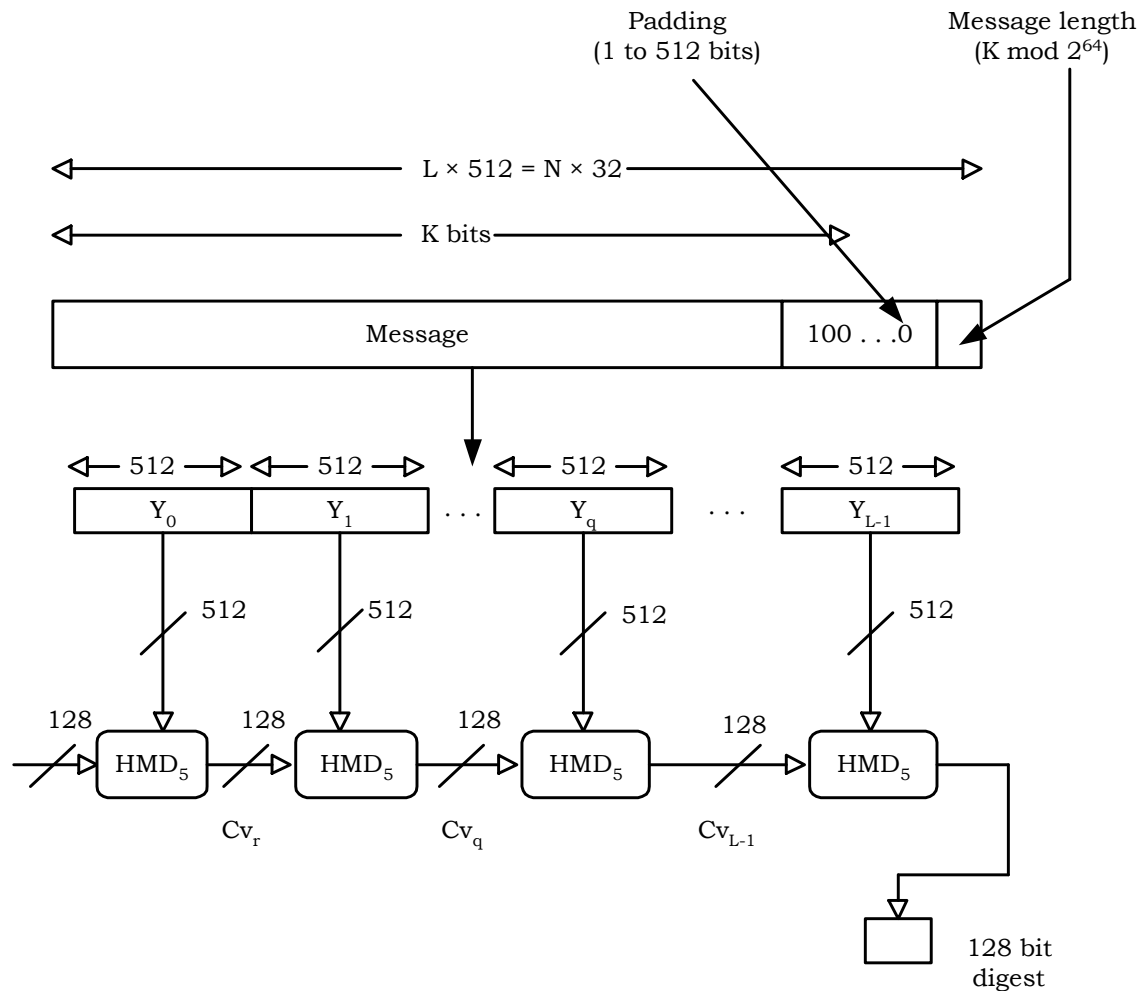 Padding
(1 to 512 bits)
Message length
(K mod 2⁶⁴)
L × 512 = N × 32
K bits
Message
100 . . .0
512
512
512
512
Y₀
Y₁
. . .
Y_q
. . .
Y_L-1
512
512
512
512
128
128
128
128
HMD₅
HMD₅
HMD₅
HMD₅
Cv_r
Cv_q
Cv_L-1
128 bit
digest